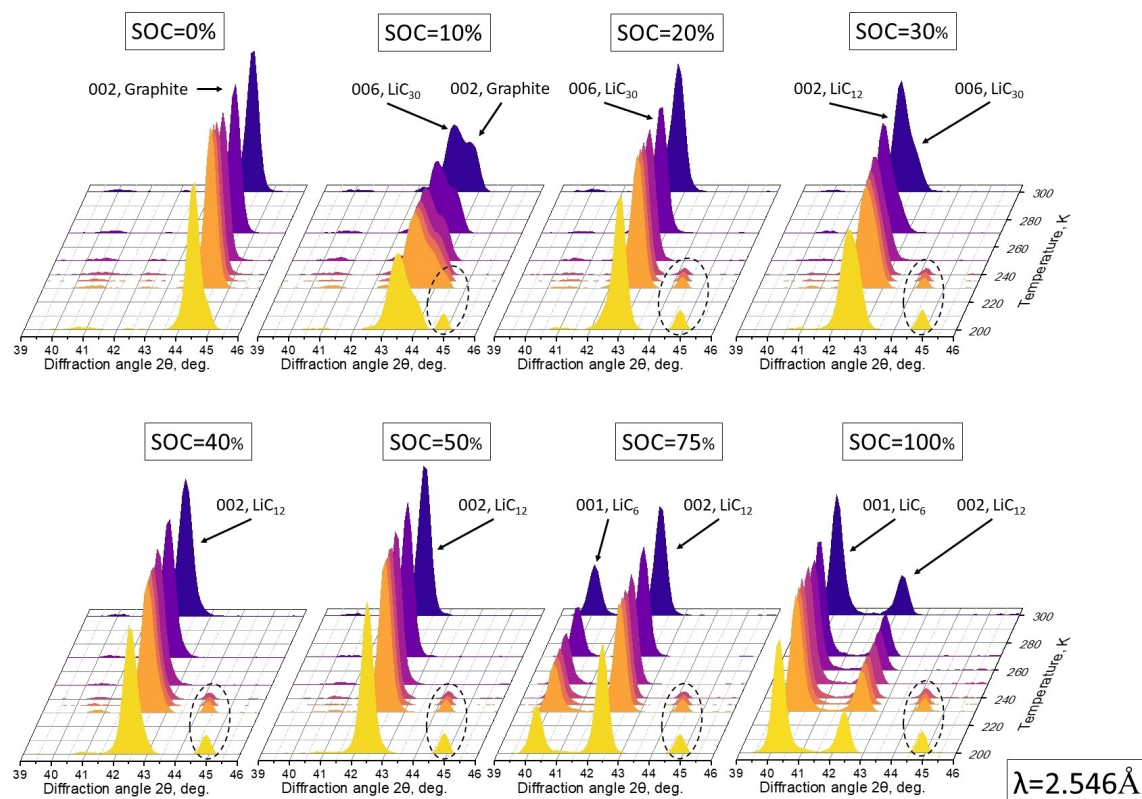 SOC=0%
SOC=10%
SOC=20%
SOC=30%
002, Graphite
006, LiC30
002, Graphite
006, LiC30
002, LiC12
006, LiC30
300
280
260
240
220
200
Temperature, K
39 40 41 42 43 44 45 46
39 40 41 42 43 44 45 46
39 40 41 42 43 44 45 46
39 40 41 42 43 44 45 46
Diffraction angle 2θ, deg.
Diffraction angle 2θ, deg.
Diffraction angle 2θ, deg.
Diffraction angle 2θ, deg.
SOC=40%
SOC=50%
SOC=75%
SOC=100%
002, LiC12
002, LiC12
001, LiC6
002, LiC12
001, LiC6
002, LiC12
300
280
260
240
220
200
Temperature, K
39 40 41 42 43 44 45 46
39 40 41 42 43 44 45 46
39 40 41 42 43 44 45 46
39 40 41 42 43 44 45 46
Diffraction angle 2θ, deg.
Diffraction angle 2θ, deg.
Diffraction angle 2θ, deg.
Diffraction angle 2θ, deg.
λ=2.546Å